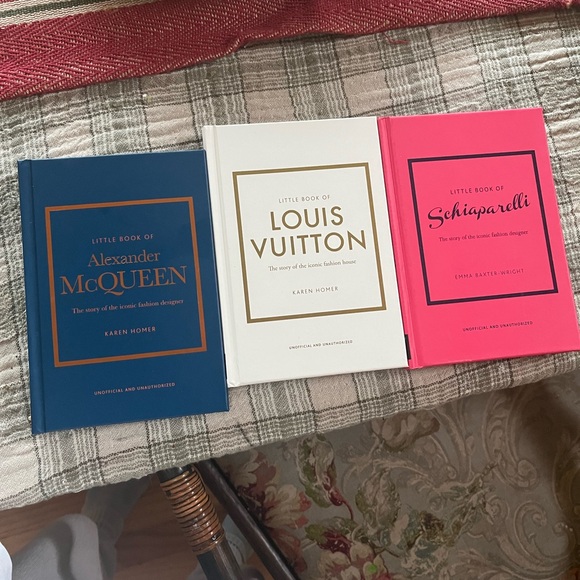 LITTLE BOOK OF
Alexander
McQUEEN
The story of the iconic fashion designer
KAREN HOMER
UNOFFICIAL AND UNAUTHORIZED
LITTLE BOOK OF
LOUIS
VUITTON
The story of the iconic fashion house
KAREN HOMER
UNOFFICIAL AND UNAUTHORIZED
LITTLE BOOK OF
Schiaparelli
The story of the iconic fashion designer
EMMA BAXTER-WRIGHT
UNOFFICIAL AND UNAUTHORIZED